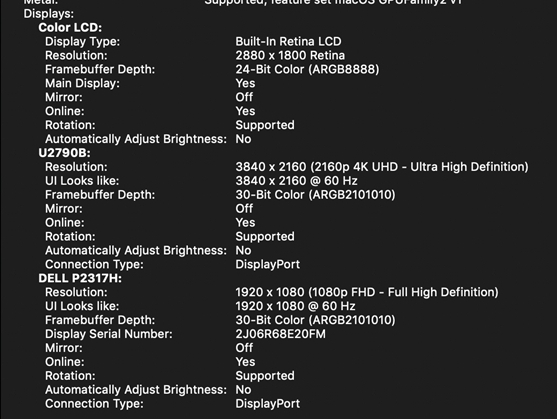 Metal: Supported, feature set macOS GPUFamily2 v1
Displays:
Color LCD:
Display Type: Built-In Retina LCD
Resolution: 2880 x 1800 Retina
Framebuffer Depth: 24-Bit Color (ARGB8888)
Main Display: Yes
Mirror: Off
Online: Yes
Rotation: Supported
Automatically Adjust Brightness: No
U2790B:
Resolution: 3840 x 2160 (2160p 4K UHD - Ultra High Definition)
UI Looks like: 3840 x 2160 @ 60 Hz
Framebuffer Depth: 30-Bit Color (ARGB2101010)
Mirror: Off
Online: Yes
Rotation: Supported
Automatically Adjust Brightness: No
Connection Type: DisplayPort
DELL P2317H:
Resolution: 1920 x 1080 (1080p FHD - Full High Definition)
UI Looks like: 1920 x 1080 @ 60 Hz
Framebuffer Depth: 30-Bit Color (ARGB2101010)
Display Serial Number: 2J06R68E20FM
Mirror: Off
Online: Yes
Rotation: Supported
Automatically Adjust Brightness: No
Connection Type: DisplayPort